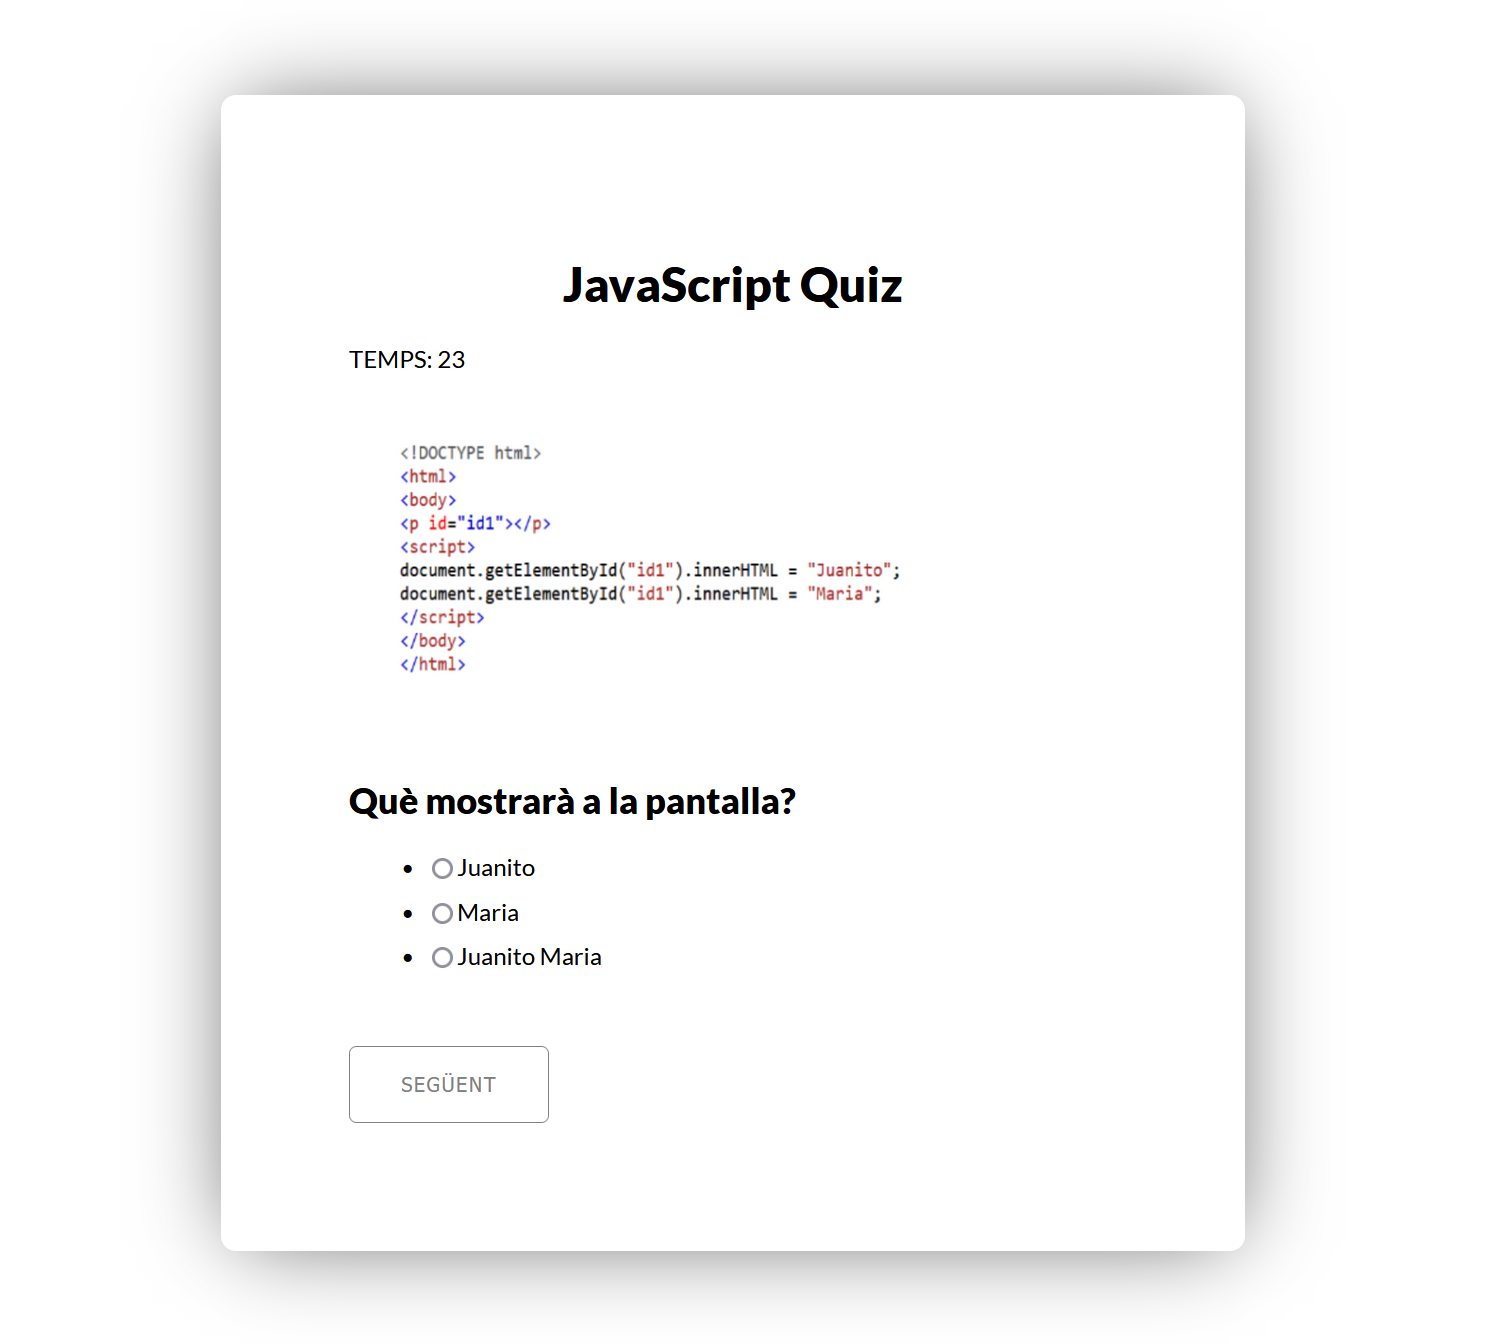 JavaScript Quiz
TEMPS: 23
<!DOCTYPE html>
<html>
<body>
<p id="id1"></p>
<script>
document.getElementById("id1").innerHTML = "Juanito";
document.getElementById("id1").innerHTML = "Maria";
</script>
</body>
</html>
Què mostrarà a la pantalla?
Juanito
Maria
Juanito Maria
SEGÜENT